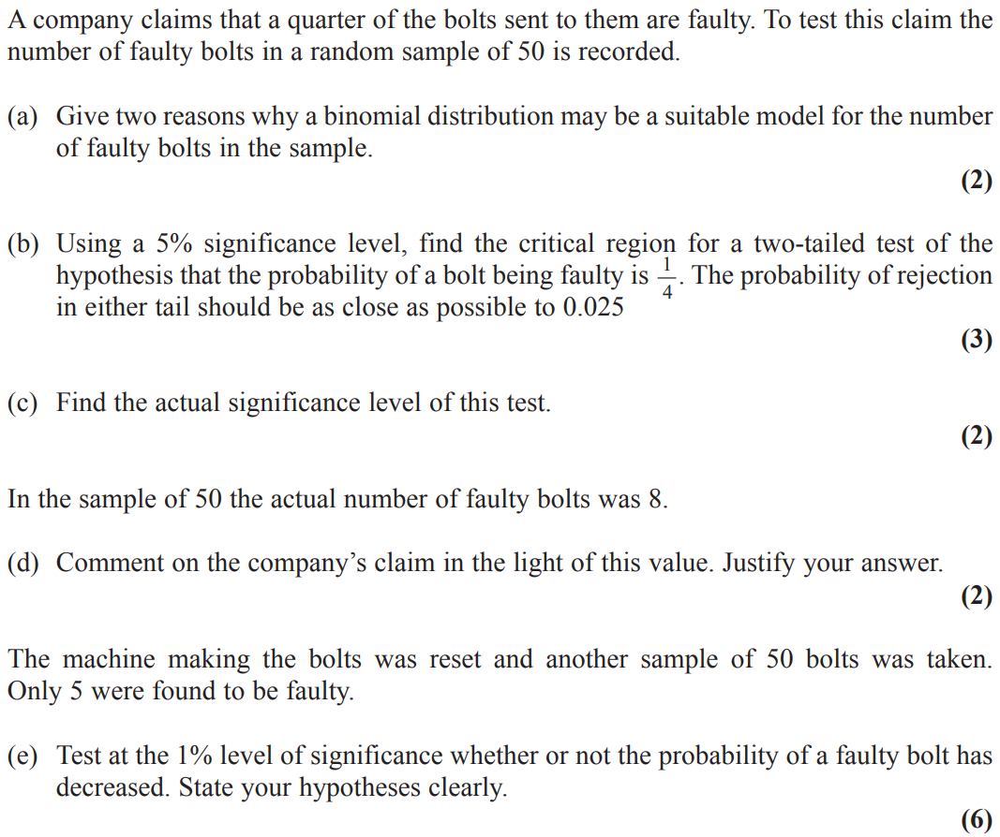 A company claims that a quarter of the bolts sent to them are faulty. To test this claim the
number of faulty bolts in a random sample of 50 is recorded.
(a) Give two reasons why a binomial distribution may be a suitable model for the number
of faulty bolts in the sample.
(2)
(b) Using a 5% significance level, find the critical region for a two-tailed test of the
hypothesis that the probability of a bolt being faulty is 1/4. The probability of rejection
in either tail should be as close as possible to 0.025
(3)
(c) Find the actual significance level of this test.
(2)
In the sample of 50 the actual number of faulty bolts was 8.
(d) Comment on the company’s claim in the light of this value. Justify your answer.
(2)
The machine making the bolts was reset and another sample of 50 bolts was taken.
Only 5 were found to be faulty.
(e) Test at the 1% level of significance whether or not the probability of a faulty bolt has
decreased. State your hypotheses clearly.
(6)